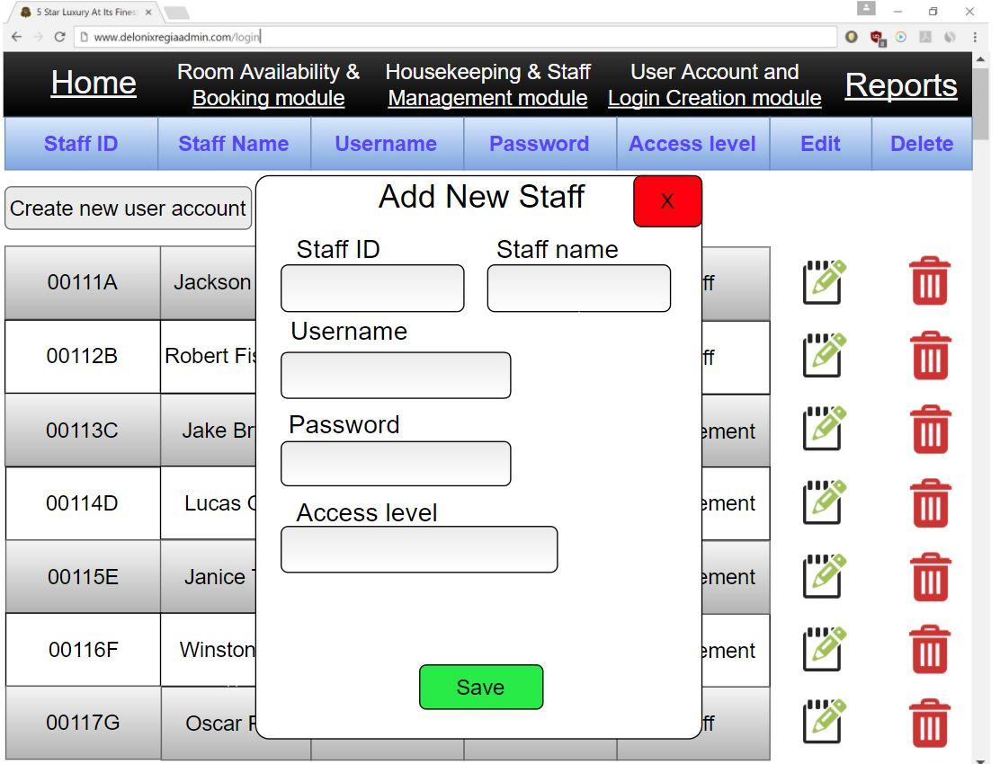 5 Star Luxury At Its Fines
www.delonixregiaadmin.com/login
Home
Room Availability &
Booking module
Housekeeping & Staff
Management module
User Account and
Login Creation module
Reports
Staff ID
Staff Name
Username
Password
Access level
Edit
Delete
Create new user account
Add New Staff
X
Staff ID
Staff name
Username
Password
Access level
Save
00111A
Jackson
ff
00112B
Robert Fis
ff
00113C
Jake Br
ement
00114D
Lucas
ement
00115E
Janice
ement
00116F
Winston
ement
00117G
Oscar
ff